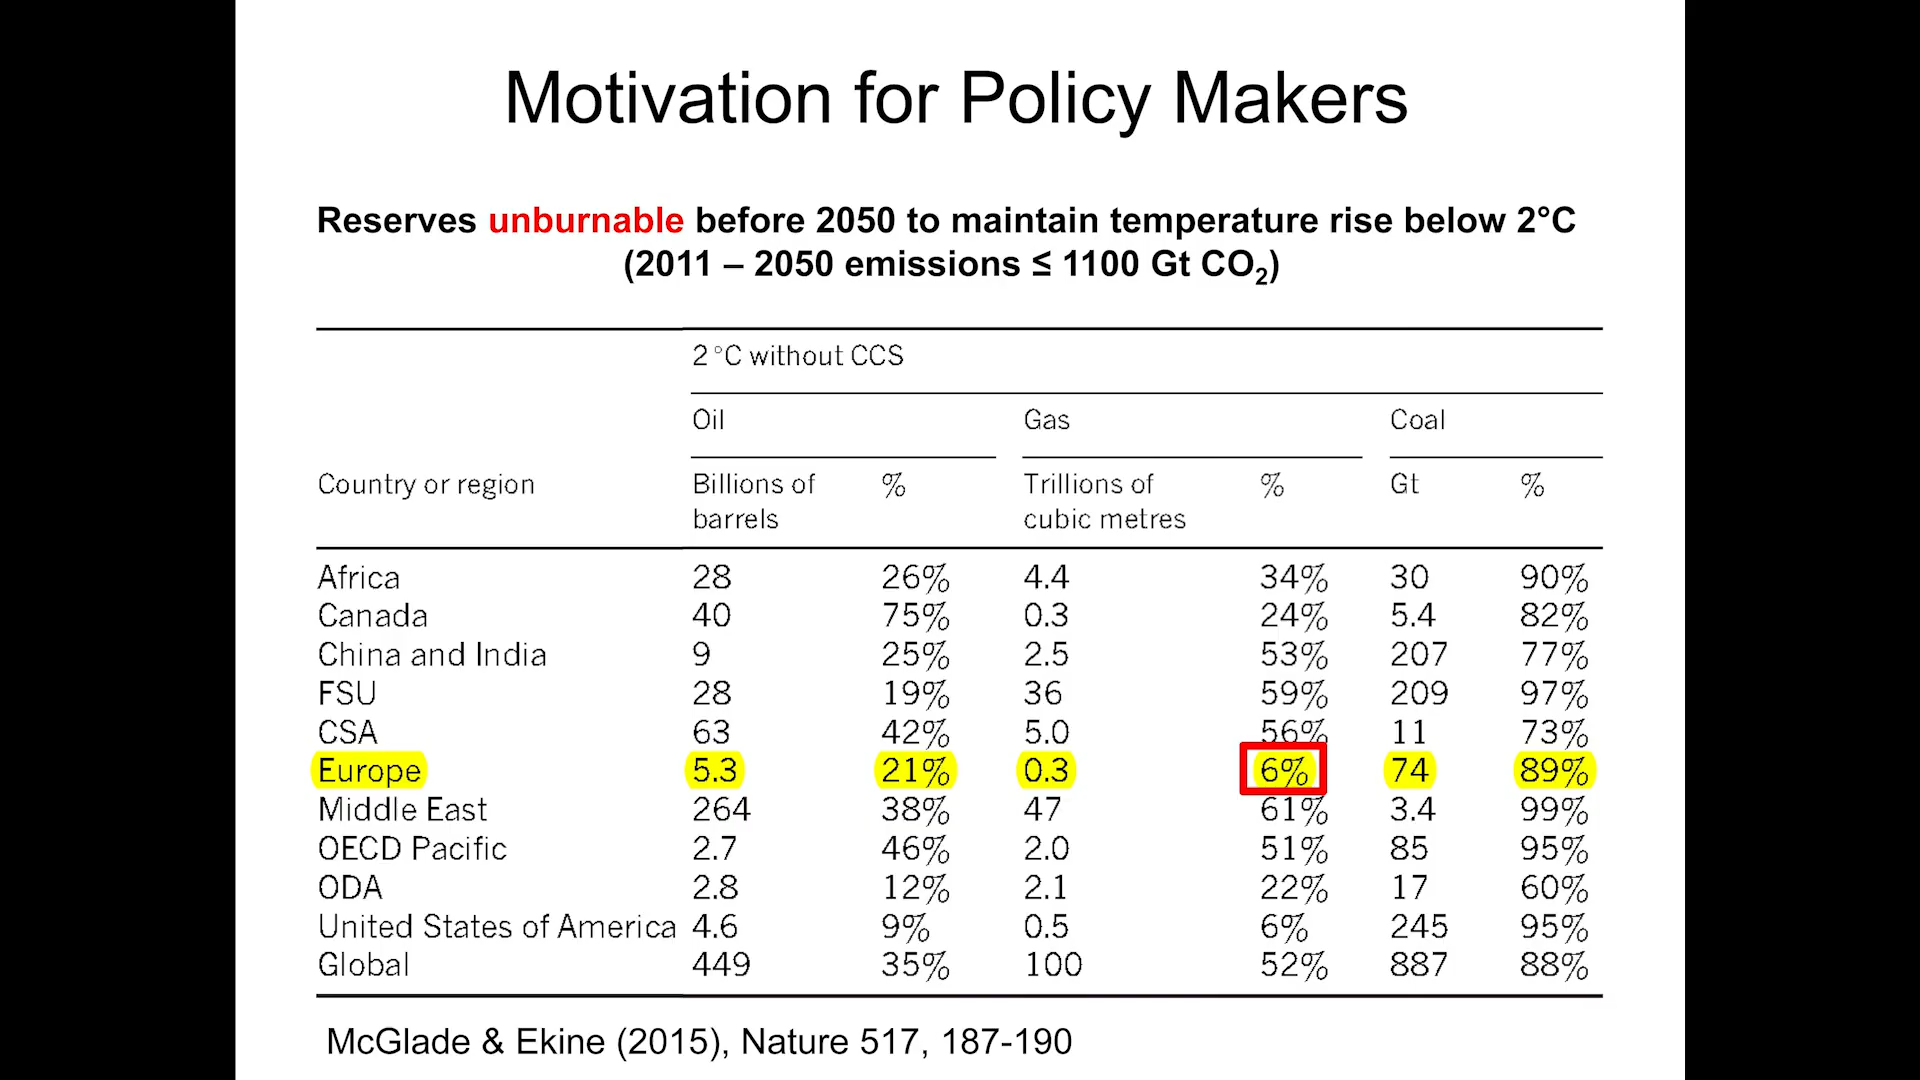 Motivation for Policy Makers
Reserves unburnable before 2050 to maintain temperature rise below 2°C
(2011 – 2050 emissions ≤ 1100 Gt CO₂)
2 °C without CCS
Oil Gas Coal
Country or region Billions of barrels % Trillions of cubic metres % Gt %
Africa 28 26% 4.4 34% 30 90%
Canada 40 75% 0.3 24% 5.4 82%
China and India 9 25% 2.5 53% 207 77%
FSU 28 19% 36 59% 209 97%
CSA 63 42% 5.0 56% 11 73%
Europe 5.3 21% 0.3 6% 74 89%
Middle East 264 38% 47 61% 3.4 99%
OECD Pacific 2.7 46% 2.0 51% 85 95%
ODA 2.8 12% 2.1 22% 17 60%
United States of America 4.6 9% 0.5 6% 245 95%
Global 449 35% 100 52% 887 88%
McGlade & Ekine (2015), Nature 517, 187-190